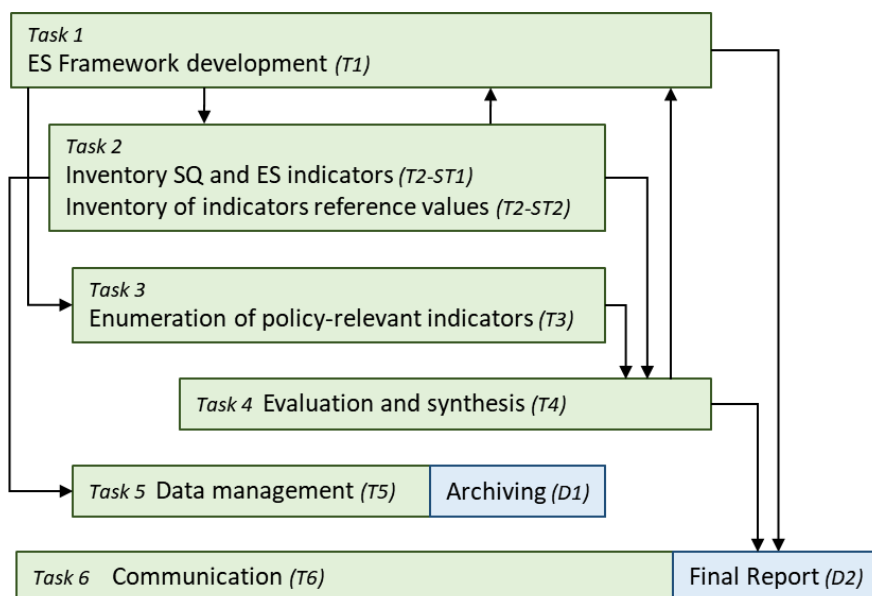 Task 1
ES Framework development (T1)
Task 2
Inventory SQ and ES indicators (T2-ST1)
Inventory of indicators reference values (T2-ST2)
Task 3
Enumeration of policy-relevant indicators (T3)
Task 4 Evaluation and synthesis (T4)
Task 5 Data management (T5) Archiving (D1)
Task 6 Communication (T6) Final Report (D2)